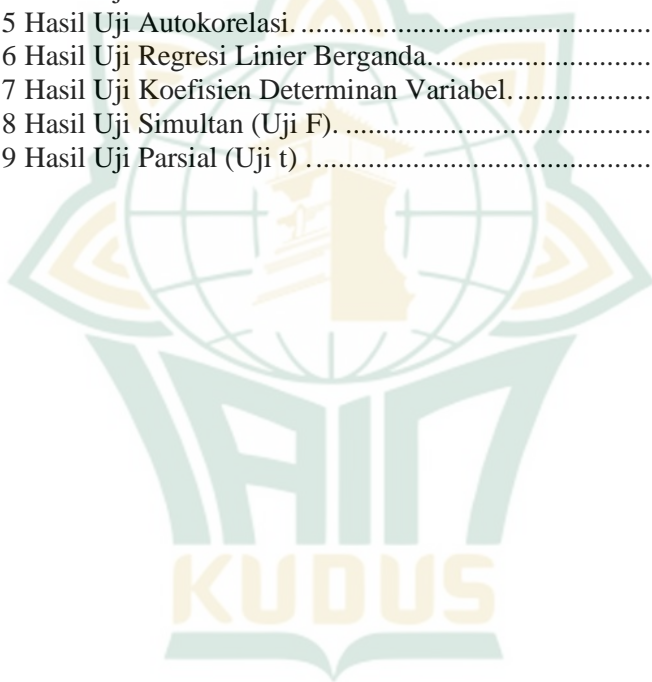 5 Hasil Uji Autokorelasi. .............................................
6 Hasil Uji Regresi Linier Berganda..........................
7 Hasil Uji Koefisien Determinan Variabel..................
8 Hasil Uji Simultan (Uji F). .......................................
9 Hasil Uji Parsial (Uji t) ............................................
IAIN
KUDUS